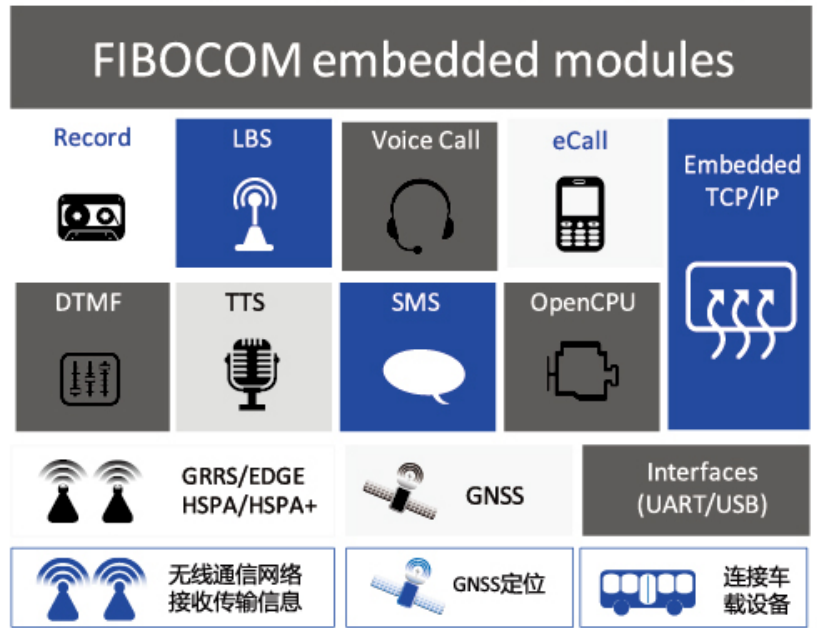 FIBOCOM embedded modules
Record
LBS
Voice Call
eCall
Embedded
TCP/IP
DTMF
TTS
SMS
OpenCPU
GRRS/EDGE
HSPA/HSPA+
GNSS
Interfaces
(UART/USB)
无线通信网络
接收传输信息
GNSS定位
连接车
载设备